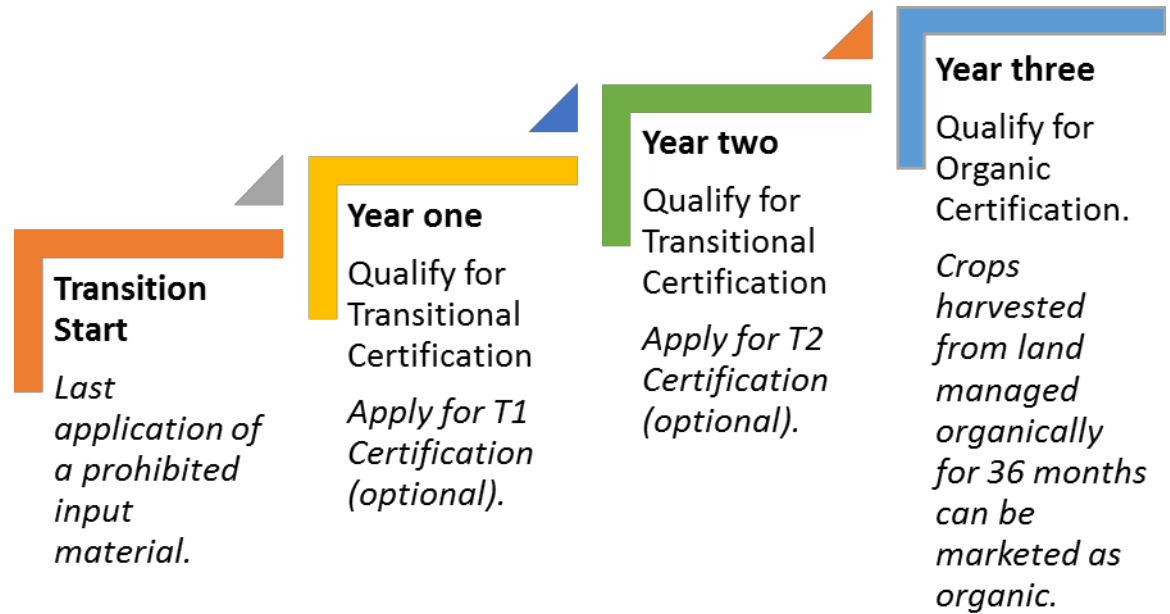 Transition
Start
Last
application of
a prohibited
input
material.
Year one
Qualify for
Transitional
Certification
Apply for T1
Certification
(optional).
Year two
Qualify for
Transitional
Certification
Apply for T2
Certification
(optional).
Year three
Qualify for
Organic
Certification.
Crops
harvested
from land
managed
organically
for 36 months
can be
marketed as
organic.